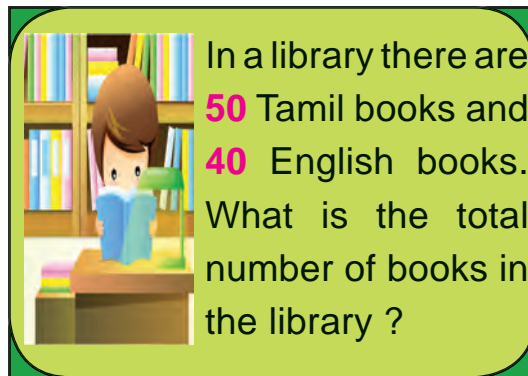 In a library there are
50 Tamil books and
40 English books.
What is the total
number of books in
the library ?